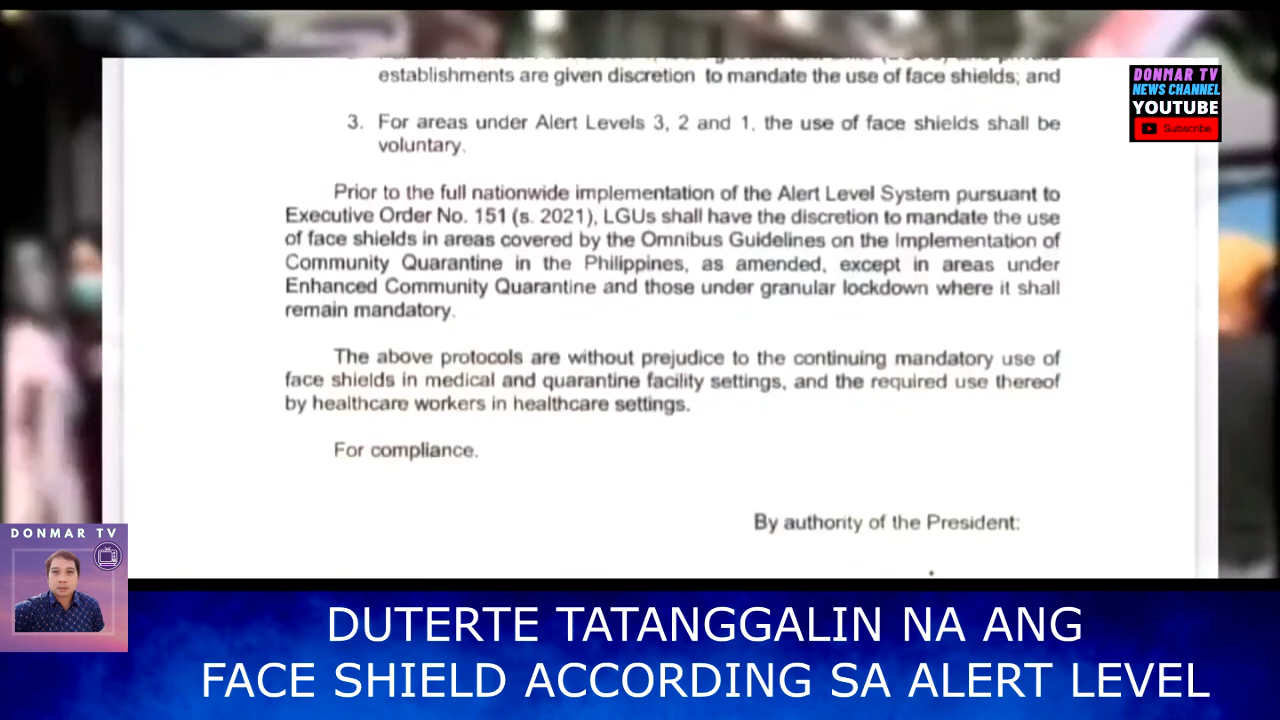 establishments are given discretion to mandate the use of face shields; and
3. For areas under Alert Levels 3, 2 and 1, the use of face shields shall be
voluntary.
Prior to the full nationwide implementation of the Alert Level System pursuant to
Executive Order No. 151 (s. 2021), LGUs shall have the discretion to mandate the use
of face shields in areas covered by the Omnibus Guidelines on the Implementation of
Community Quarantine in the Philippines, as amended, except in areas under
Enhanced Community Quarantine and those under granular lockdown where it shall
remain mandatory.
The above protocols are without prejudice to the continuing mandatory use of
face shields in medical and quarantine facility settings, and the required use thereof
by healthcare workers in healthcare settings.
For compliance.
By authority of the President:
DONMAR TV
NEWS CHANNEL
YOUTUBE
Subscribe
DONMAR TV
DUTERTE TATANGGALIN NA ANG
FACE SHIELD ACCORDING SA ALERT LEVEL